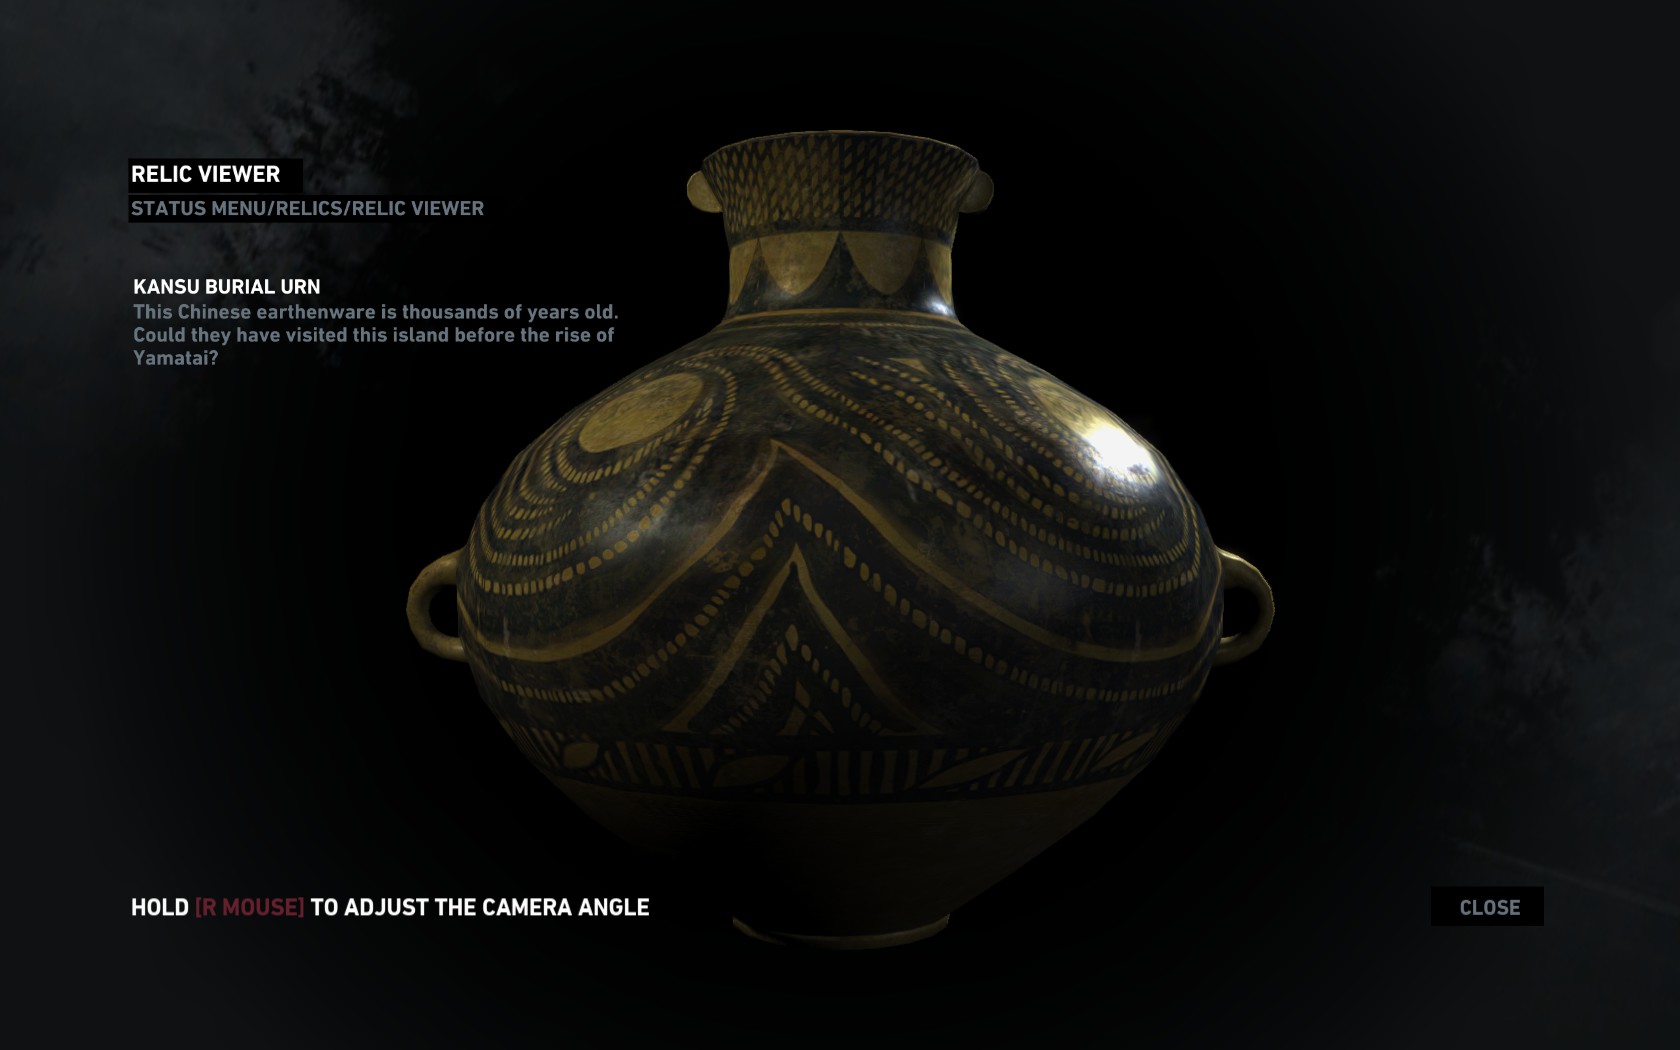 RELIC VIEWER
STATUS MENU/RELICS/RELIC VIEWER
KANSU BURIAL URN
This Chinese earthenware is thousands of years old.
Could they have visited this island before the rise of
Yamatai?
HOLD [R MOUSE] TO ADJUST THE CAMERA ANGLE
CLOSE